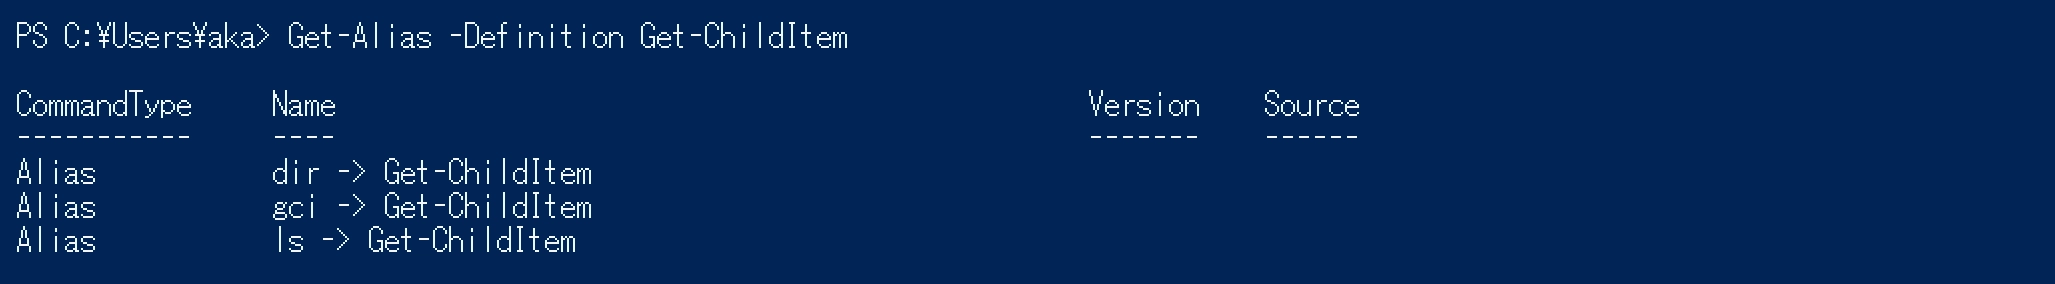 PS C:¥Users¥aka> Get-Alias -Definition Get-ChildItem
CommandType Name Version Source
----------- ---- ------- ------
Alias dir -> Get-ChildItem
Alias gci -> Get-ChildItem
Alias ls -> Get-ChildItem